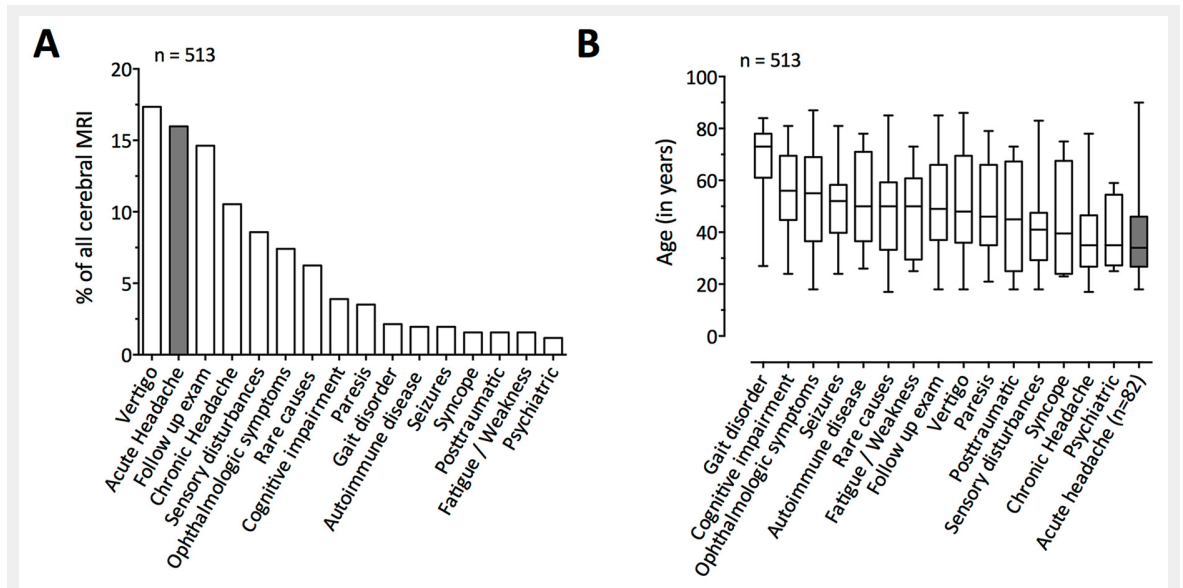 A
n = 513
% of all cerebral MRI
20
15
10
5
0
Vertigo
Acute Headache
Follow up exam
Chronic Headache
Sensory disturbances
Ophthalmologic symptoms
Rare causes
Cognitive impairment
Paresis
Gait disorder
Autoimmune disease
Seizures
Syncope
Posttraumatic
Fatigue / Weakness
Psychiatric
B
n = 513
Age (in years)
100
80
60
40
20
0
Gait disorder
Cognitive impairment
Ophthalmologic symptoms
Seizures
Autoimmune disease
Rare causes
Fatigue / Weakness
Follow up exam
Vertigo
Paresis
Posttraumatic
Sensory disturbances
Syncope
Chronic Headache
Psychiatric
Acute headache (n=82)